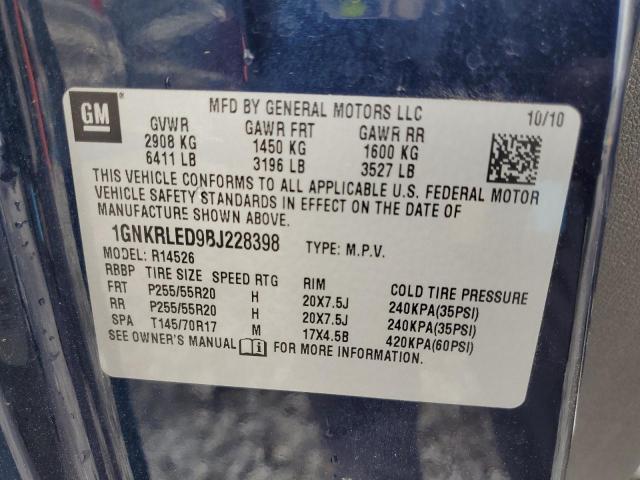 GM
MFD BY GENERAL MOTORS LLC 10/10
GVWR GAWR FRT GAWR RR
2908 KG 1450 KG 1600 KG
6411 LB 3196 LB 3527 LB
THIS VEHICLE CONFORMS TO ALL APPLICABLE U.S. FEDERAL MOTOR
VEHICLE SAFETY STANDARDS IN EFFECT ON THE DATE OF
MANUFACTURE SHOWN ABOVE.
1GNKRLED9BJ228398 TYPE: M.P.V.
MODEL: R14526
RBBP TIRE SIZE SPEED RTG RIM COLD TIRE PRESSURE
FRT P255/55R20 H 20X7.5J 240KPA(35PSI)
RR P255/55R20 H 20X7.5J 240KPA(35PSI)
SPA T145/70R17 M 17X4.5B 420KPA(60PSI)
SEE OWNER'S MANUAL FOR MORE INFORMATION.